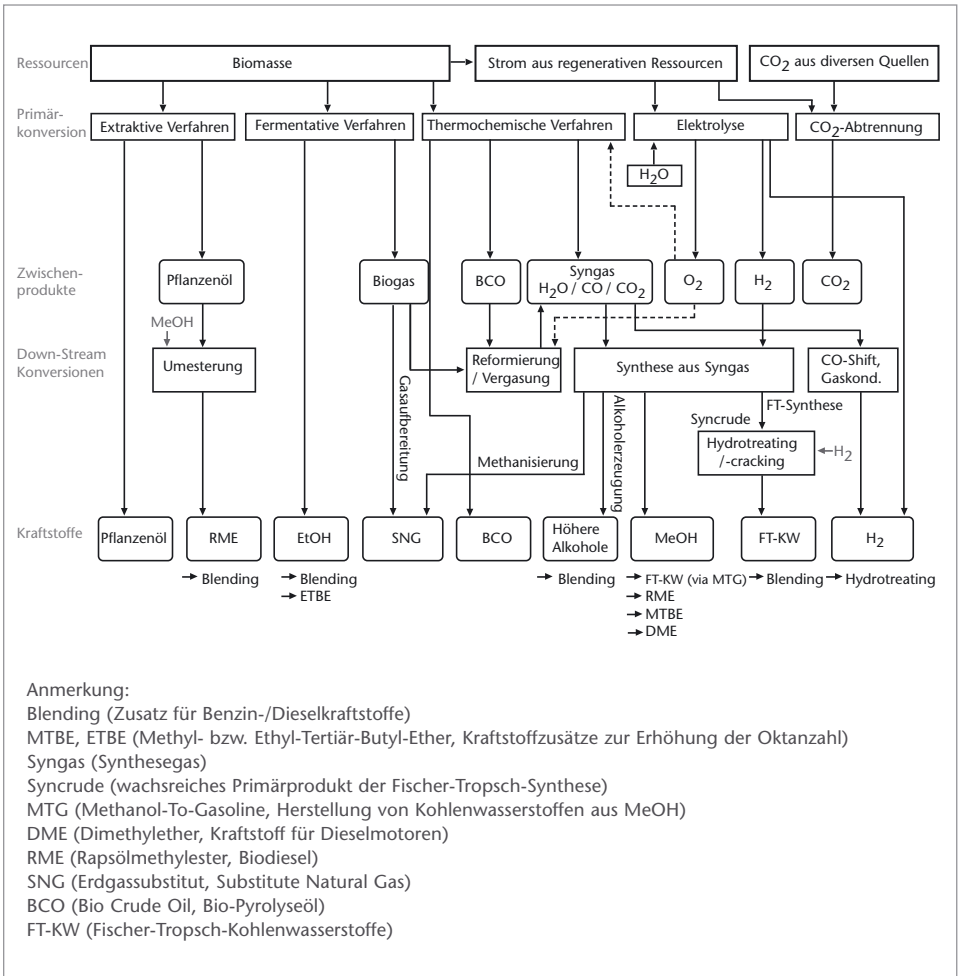 Ressourcen
Biomasse
Strom aus regenerativen Ressourcen
CO2 aus diversen Quellen
Primär-
konversion
Extraktive Verfahren
Fermentative Verfahren
Thermochemische Verfahren
Elektrolyse
CO2-Abtrennung
H2O
Zwischen-
produkte
Pflanzenöl
Biogas
BCO
Syngas
H2O / CO / CO2
O2
H2
CO2
MeOH
Down-Stream
Konversionen
Umesterung
Reformierung
/ Vergasung
Synthese aus Syngas
CO-Shift,
Gaskond.
Gasaufbereitung
Alkoholerzeugung
FT-Synthese
Syncrude
Hydrotreating
/-cracking
H2
Methanisierung
Kraftstoffe
Pflanzenöl
RME
EtOH
SNG
BCO
Höhere
Alkohole
MeOH
FT-KW
H2
Blending
Blending
ETBE
Blending
FT-KW (via MTG)
RME
MTBE
DME
Blending
Hydrotreating
Anmerkung:
Blending (Zusatz für Benzin-/Dieselkraftstoffe)
MTBE, ETBE (Methyl- bzw. Ethyl-Tertiär-Butyl-Ether, Kraftstoffzusätze zur Erhöhung der Oktanzahl)
Syngas (Synthesegas)
Syncrude (wachsreiches Primärprodukt der Fischer-Tropsch-Synthese)
MTG (Methanol-To-Gasoline, Herstellung von Kohlenwasserstoffen aus MeOH)
DME (Dimethylether, Kraftstoff für Dieselmotoren)
RME (Rapsölmethylester, Biodiesel)
SNG (Erdgassubstitut, Substitute Natural Gas)
BCO (Bio Crude Oil, Bio-Pyrolyseöl)
FT-KW (Fischer-Tropsch-Kohlenwasserstoffe)